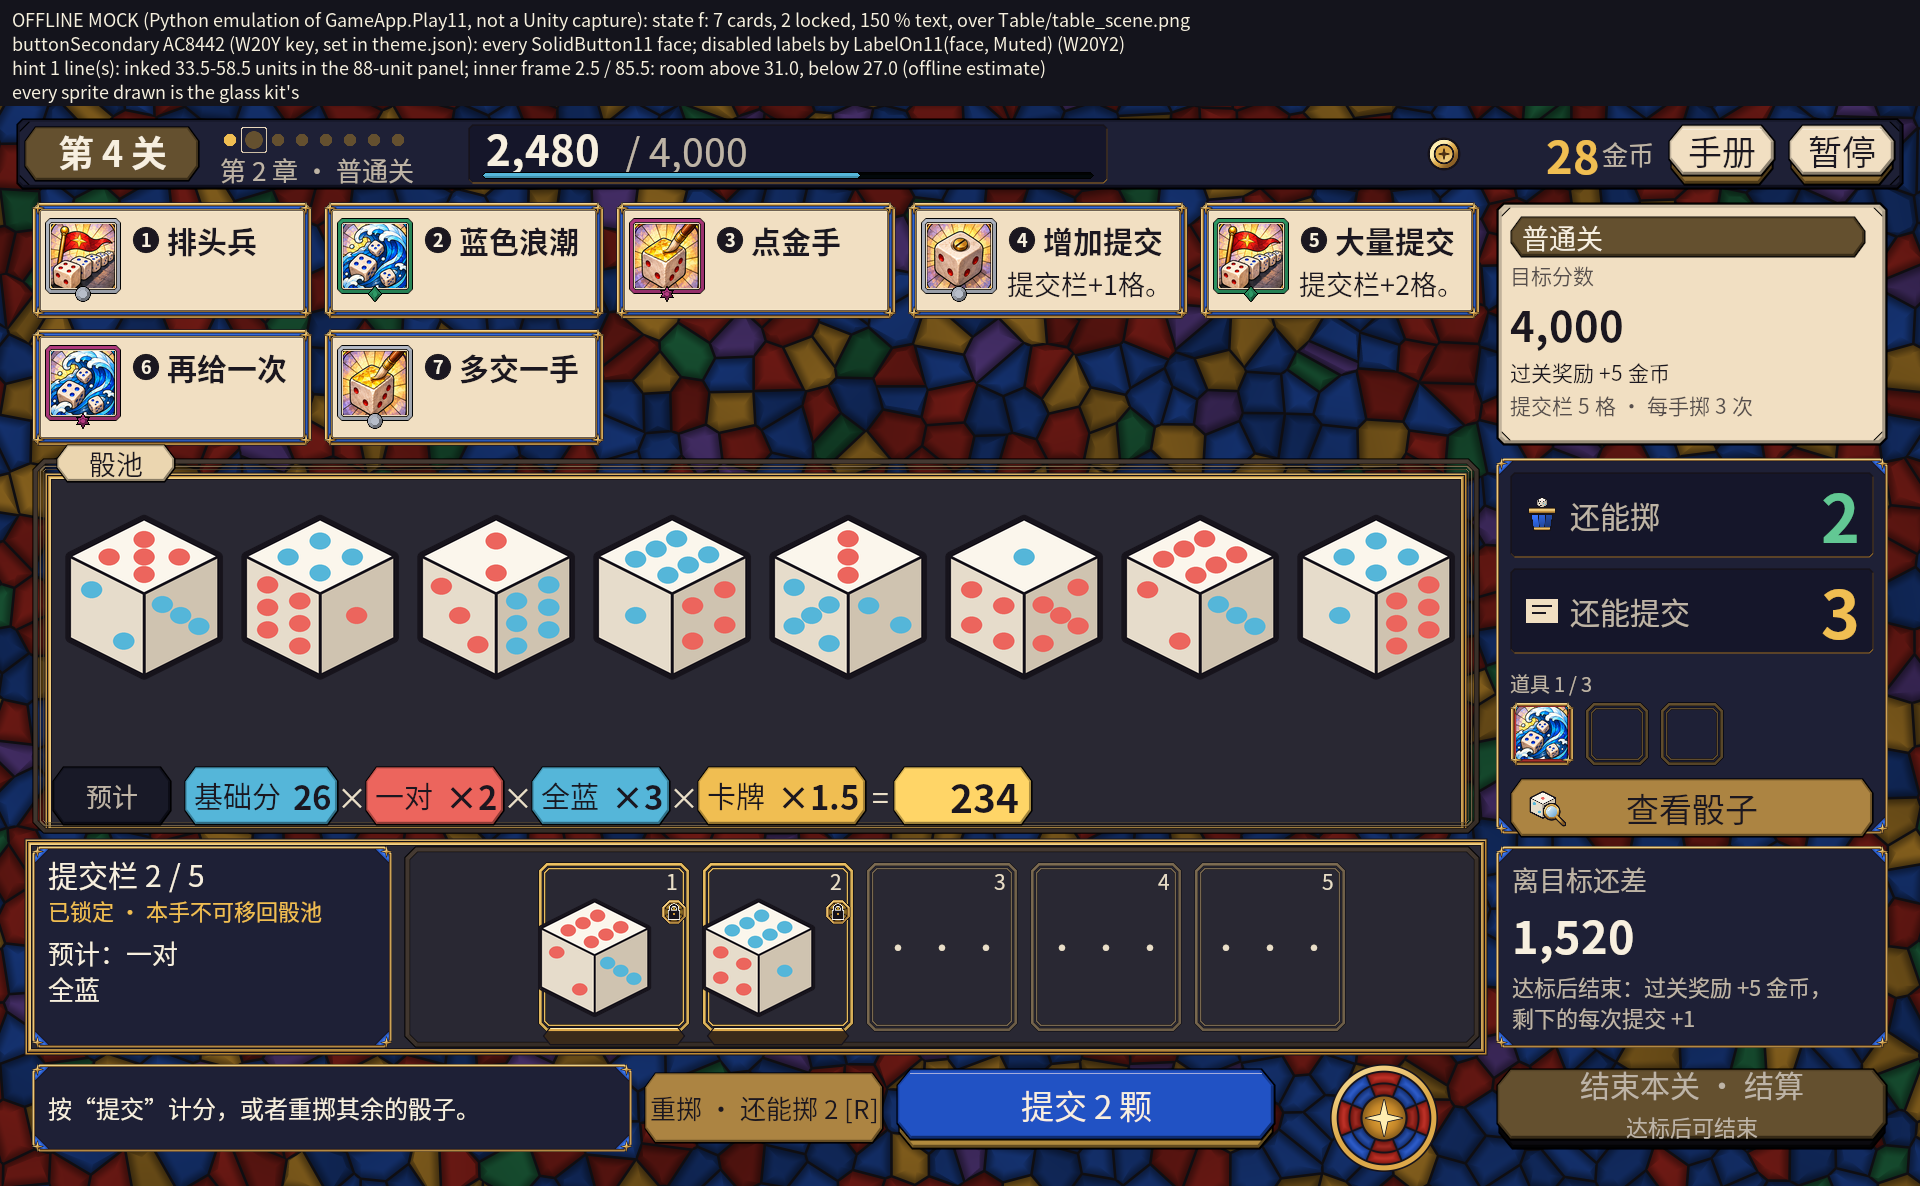 OFFLINE MOCK (Python emulation of GameApp.Play11, not a Unity capture): state f: 7 cards, 2 locked, 150 % text, over Table/table_scene.png
buttonSecondary AC8442 (W20Y key, set in theme.json): every SolidButton11 face; disabled labels by LabelOn11(face, Muted) (W20Y2)
hint 1 line(s): inked 33.5-58.5 units in the 88-unit panel; inner frame 2.5 / 85.5: room above 31.0, below 27.0 (offline estimate)
every sprite drawn is the glass kit's
第 4 关
第 2 章 · 普通关
2,480 / 4,000
28 金币
手册
暂停
1 排头兵
2 蓝色浪潮
3 点金手
4 增加提交
提交栏+1格。
5 大量提交
提交栏+2格。
6 再给一次
7 多交一手
普通关
目标分数
4,000
过关奖励 +5 金币
提交栏 5 格 · 每手掷 3 次
骰池
还能掷 2
还能提交 3
道具 1 / 3
查看骰子
预计 基础分 26 × 一对 ×2 × 全蓝 ×3 × 卡牌 ×1.5 = 234
提交栏 2 / 5
已锁定 · 本手不可移回骰池
预计：一对
全蓝
1
2
3
4
5
离目标还差
1,520
达标后结束：过关奖励 +5 金币，
剩下的每次提交 +1
按“提交”计分，或者重掷其余的骰子。
重掷 · 还能掷 2 [R]
提交 2 颗
结束本关 · 结算
达标后可结束